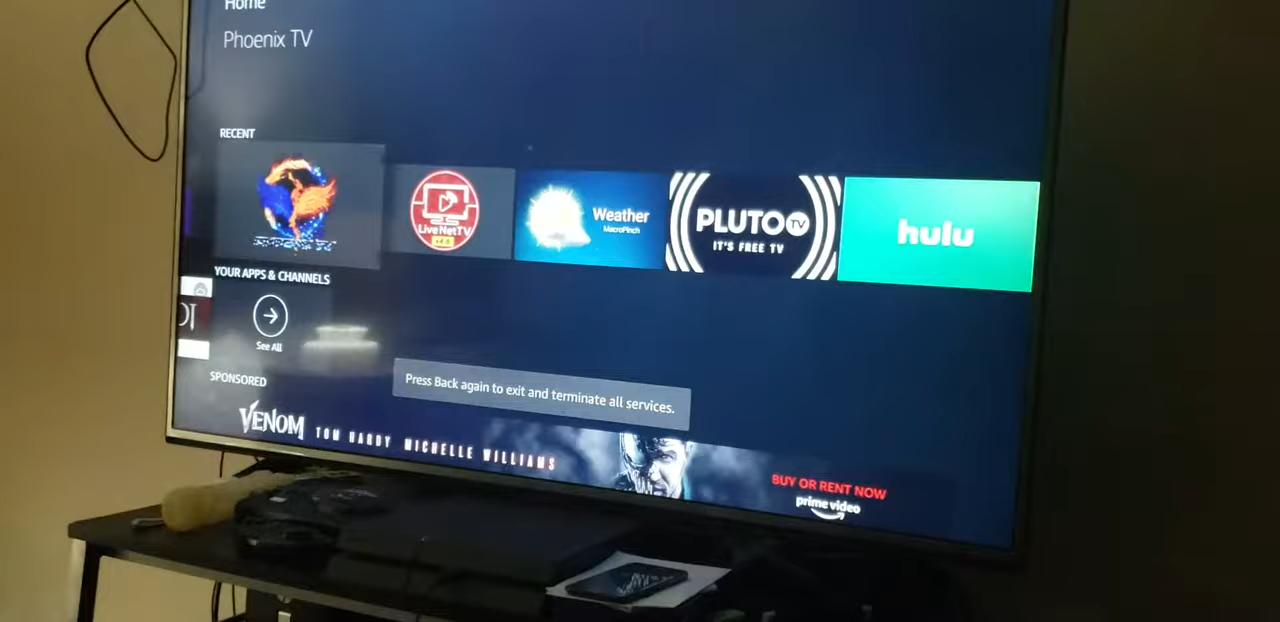 Home
Phoenix TV
RECENT
Live NetTV
Weather
MacroPinch
PLUTO TV
IT'S FREE TV
hulu
YOUR APPS & CHANNELS
See All
SPONSORED
Press Back again to exit and terminate all services.
VENOM
TOM HARDY MICHELLE WILLIAMS
BUY OR RENT NOW
prime video